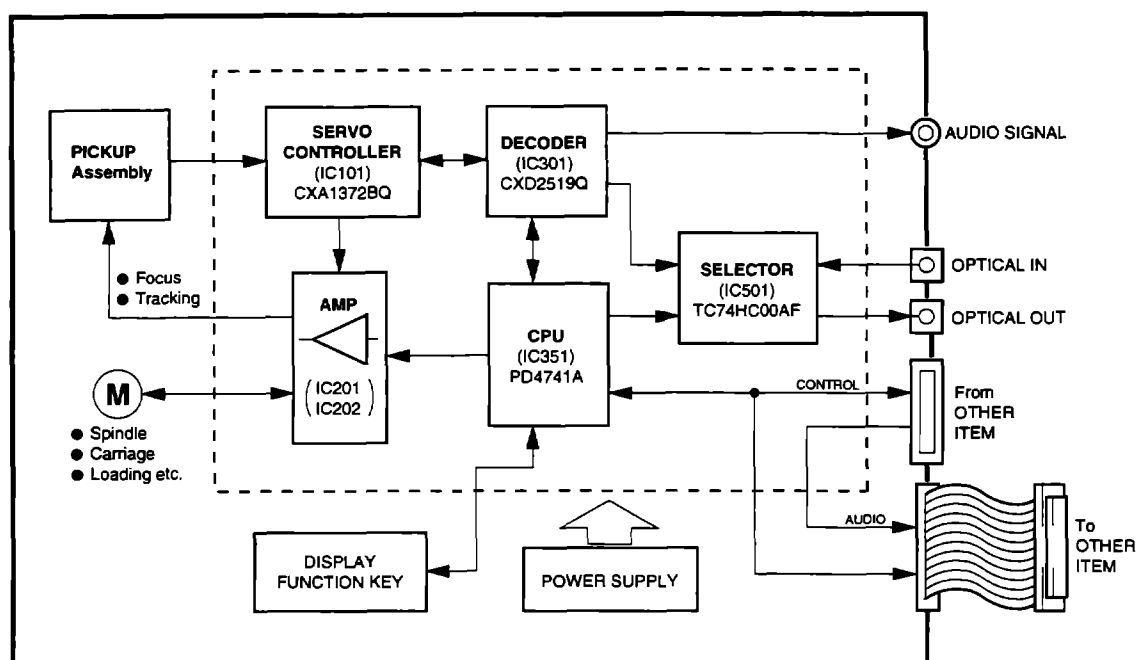 PICKUP
Assembly
SERVO
CONTROLLER
(IC101)
CXA1372BQ
DECODER
(IC301)
CXD2519Q
AUDIO SIGNAL
SELECTOR
(IC501)
TC74HC00AF
OPTICAL IN
OPTICAL OUT
● Focus
● Tracking
AMP
(IC201
IC202)
CPU
(IC351)
PD4741A
M
● Spindle
● Carriage
● Loading etc.
CONTROL
From
OTHER
ITEM
AUDIO
To
OTHER
ITEM
DISPLAY
FUNCTION KEY
POWER SUPPLY